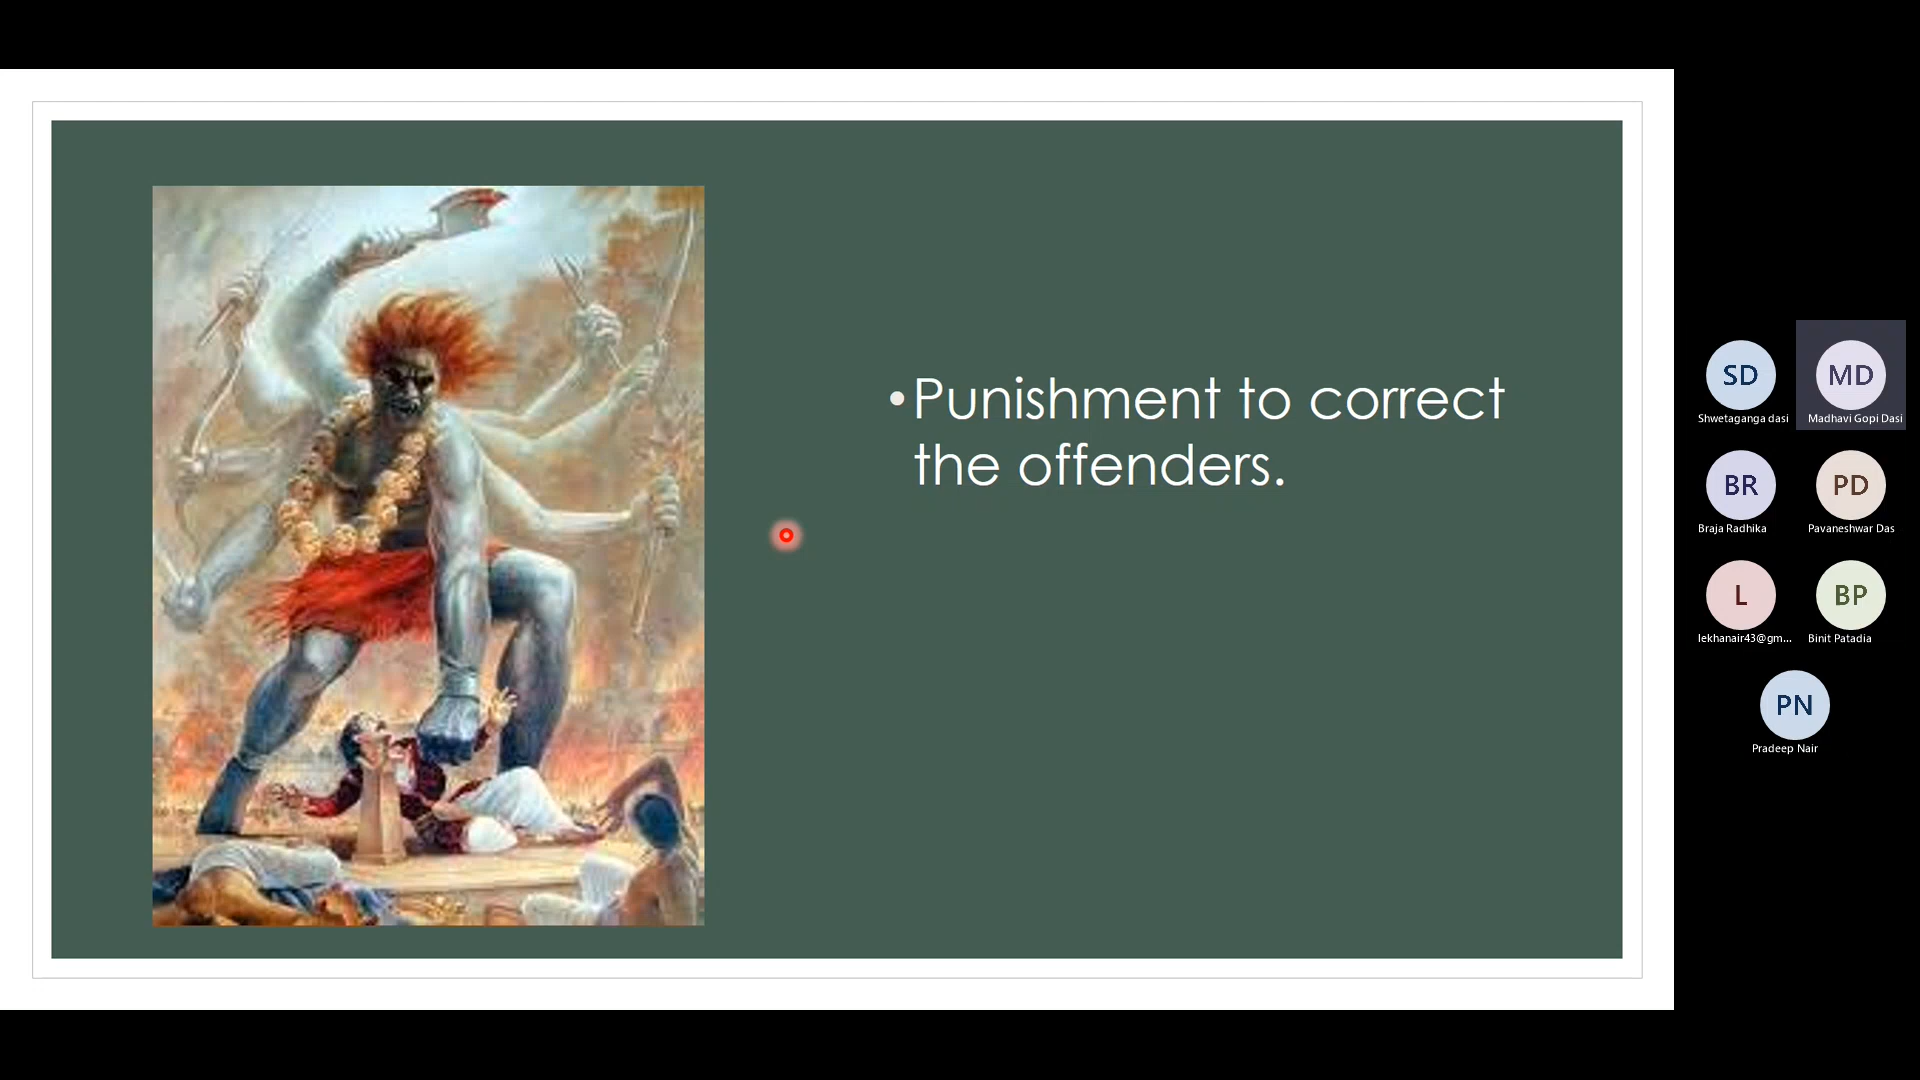 •Punishment to correct
the offenders.
SD
Shwetaganga dasi
MD
Madhavi Gopi Dasi
BR
Braja Radhika
PD
Pavaneshwar Das
L
lekhanair43@gm...
BP
Binit Patadia
PN
Pradeep Nair